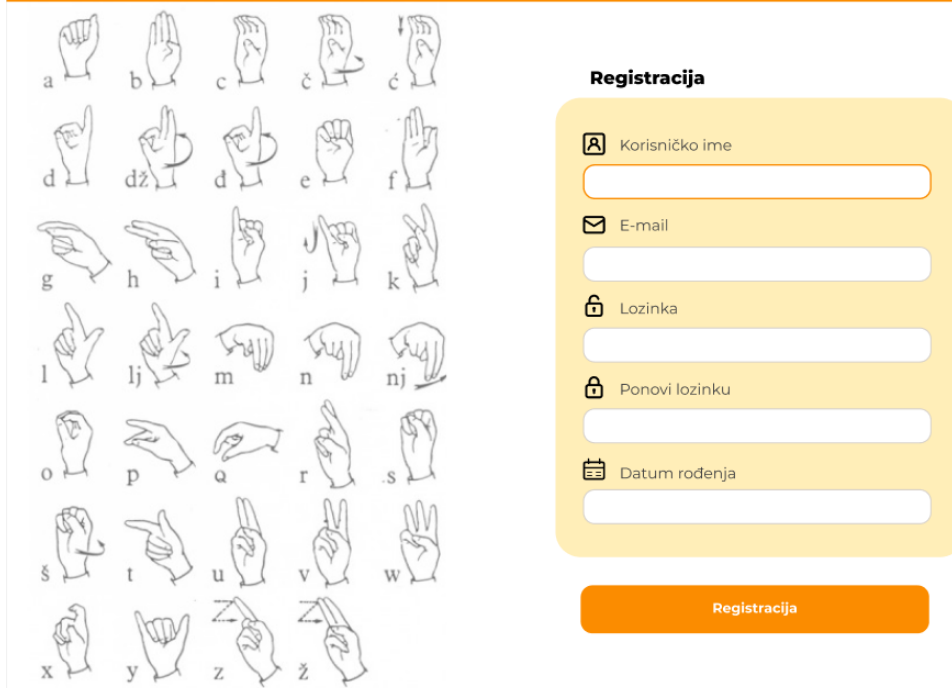 a b c č ć
d dž đ e f
g h i j k
l lj m n nj
o p Q r s
š t u v w
x y z ž
Registracija
Korisničko ime
E-mail
Lozinka
Ponovi lozinku
Datum rođenja
Registracija